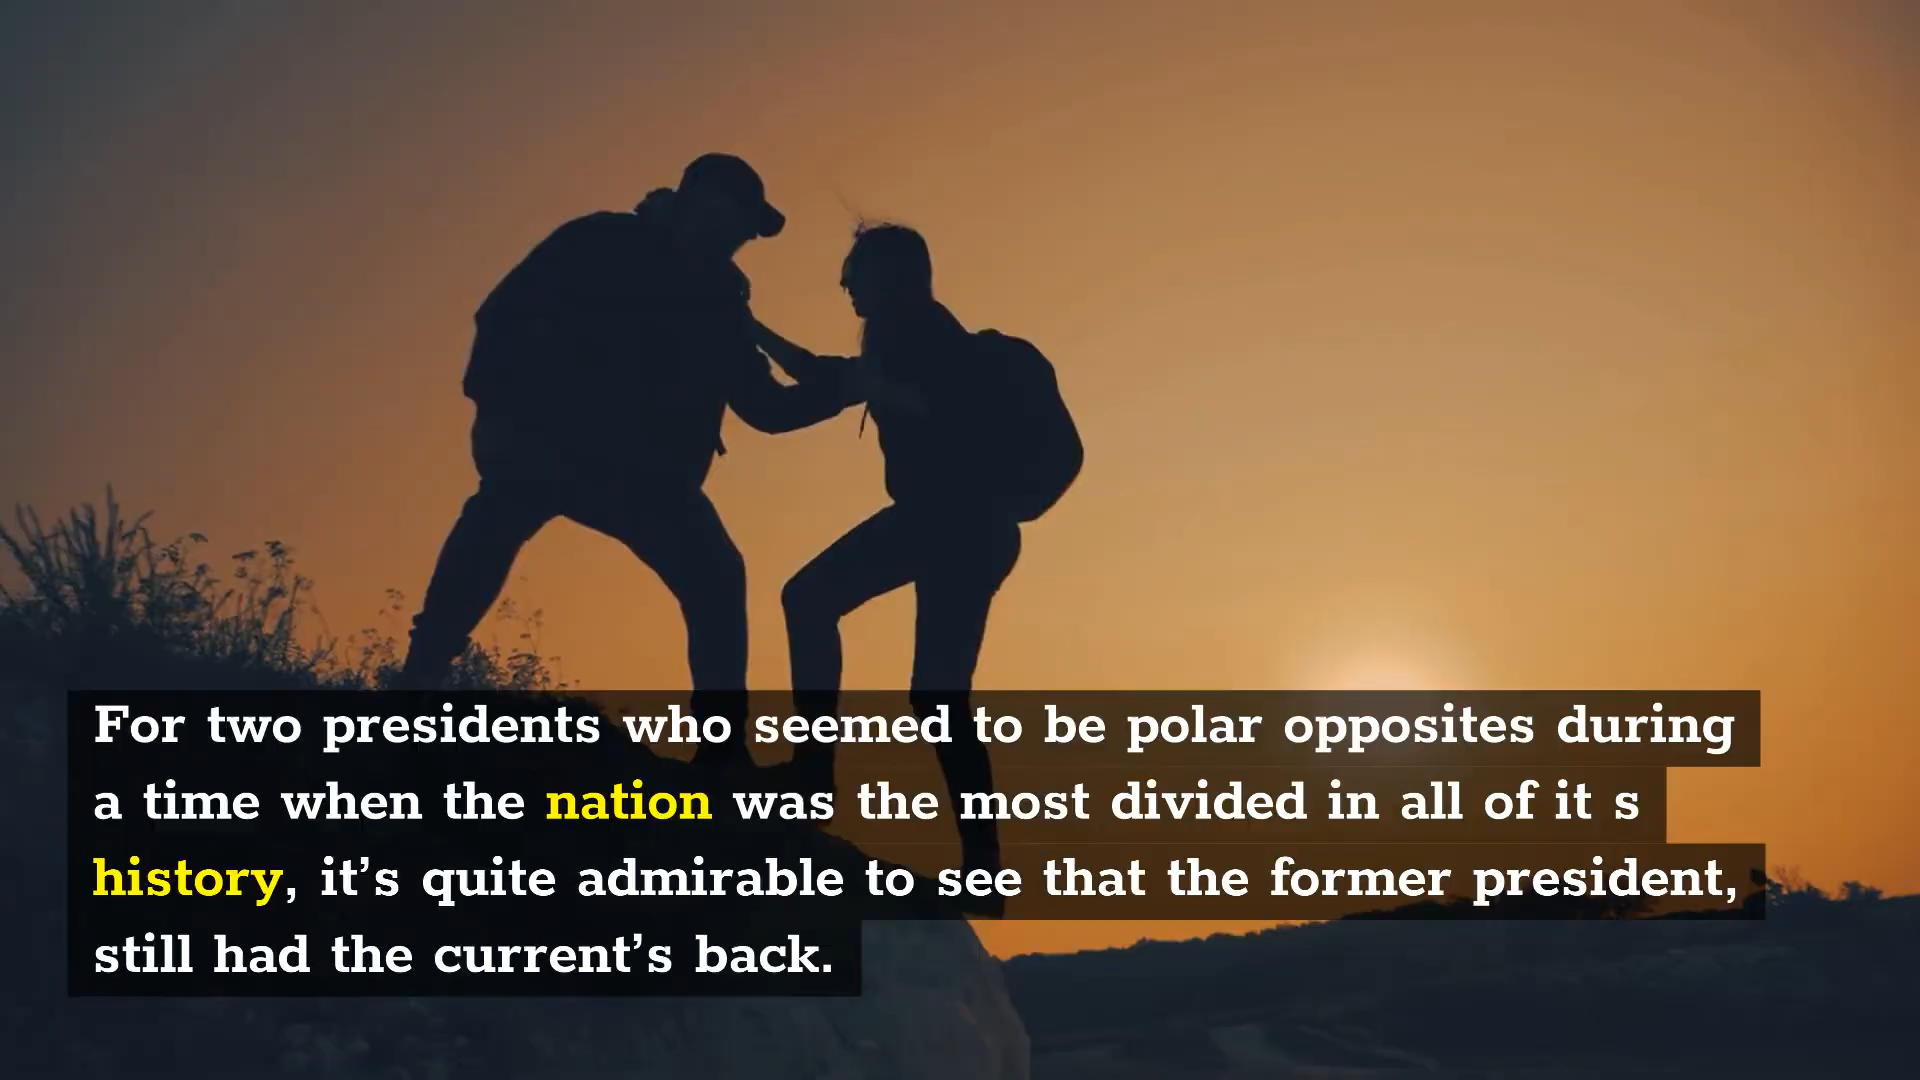 For two presidents who seemed to be polar opposites during
a time when the nation was the most divided in all of it s
history, it’s quite admirable to see that the former president,
still had the current’s back.